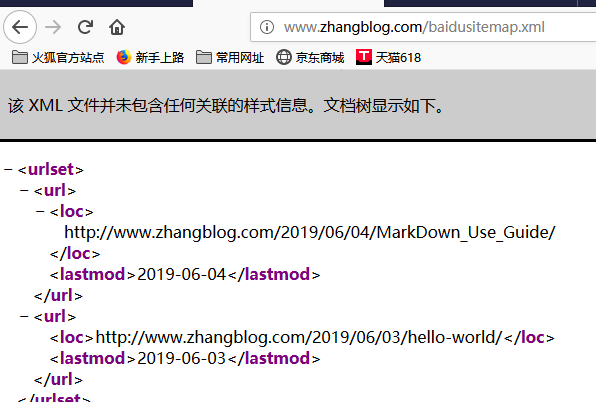 www.zhangblog.com/baidusitemap.xml
火狐官方站点 新手上路 常用网址 京东商城 T 天猫618
该 XML 文件并未包含任何关联的样式信息。文档树显示如下。
− <urlset>
− <url>
− <loc>
http://www.zhangblog.com/2019/06/04/MarkDown_Use_Guide/
</loc>
<lastmod>2019-06-04</lastmod>
</url>
− <url>
<loc>http://www.zhangblog.com/2019/06/03/hello-world/</loc>
<lastmod>2019-06-03</lastmod>
</url>
</urlset>